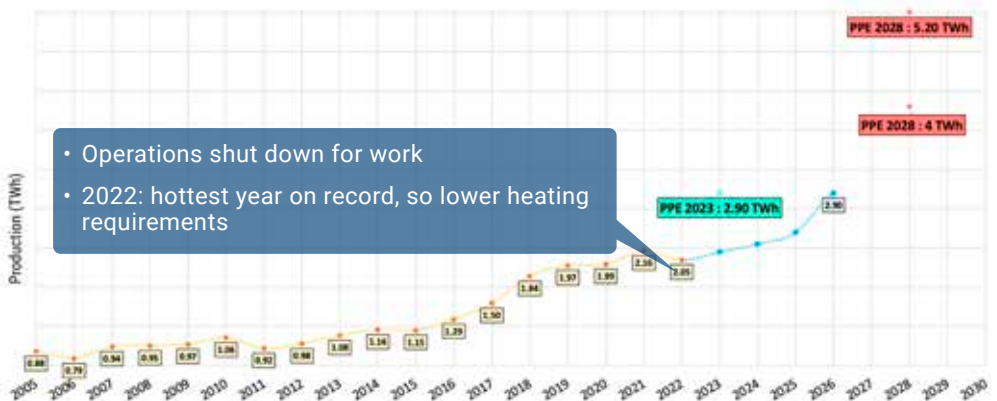 PPE 2028 : 5.20 TWh
PPE 2028 : 4 TWh
• Operations shut down for work
• 2022: hottest year on record, so lower heating
requirements
PPE 2023 : 2.90 TWh
Production (TWh)
0.88 0.79 0.94 0.95 0.97 1.06 0.92 0.98 1.08 1.16 1.15 1.29 1.50 1.84 1.97 1.99 2.16 2.05 2.90
2005 2006 2007 2008 2009 2010 2011 2012 2013 2014 2015 2016 2017 2018 2019 2020 2021 2022 2023 2024 2025 2026 2027 2028 2029 2030